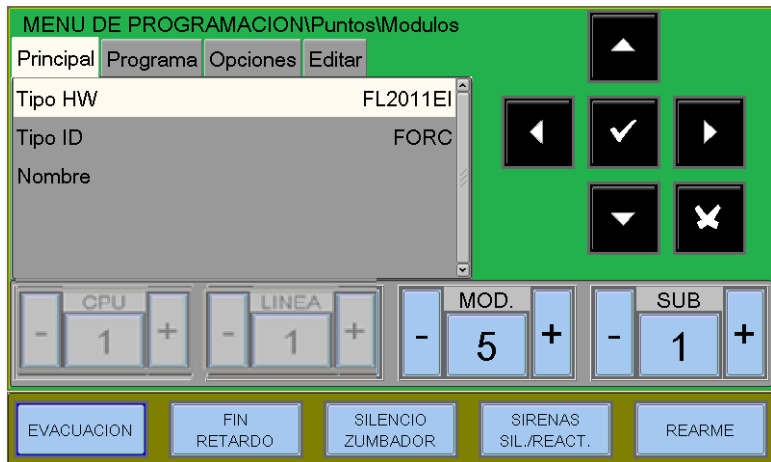 MENU DE PROGRAMACION\Puntos\Modulos
Principal Programa Opciones Editar
Tipo HW FL2011EI
Tipo ID FORC
Nombre
CPU LINEA MOD. SUB
- 1 + - 1 + - 5 + - 1 +
EVACUACION FIN RETARDO SILENCIO ZUMBADOR SIRENAS SIL./REACT. REARME